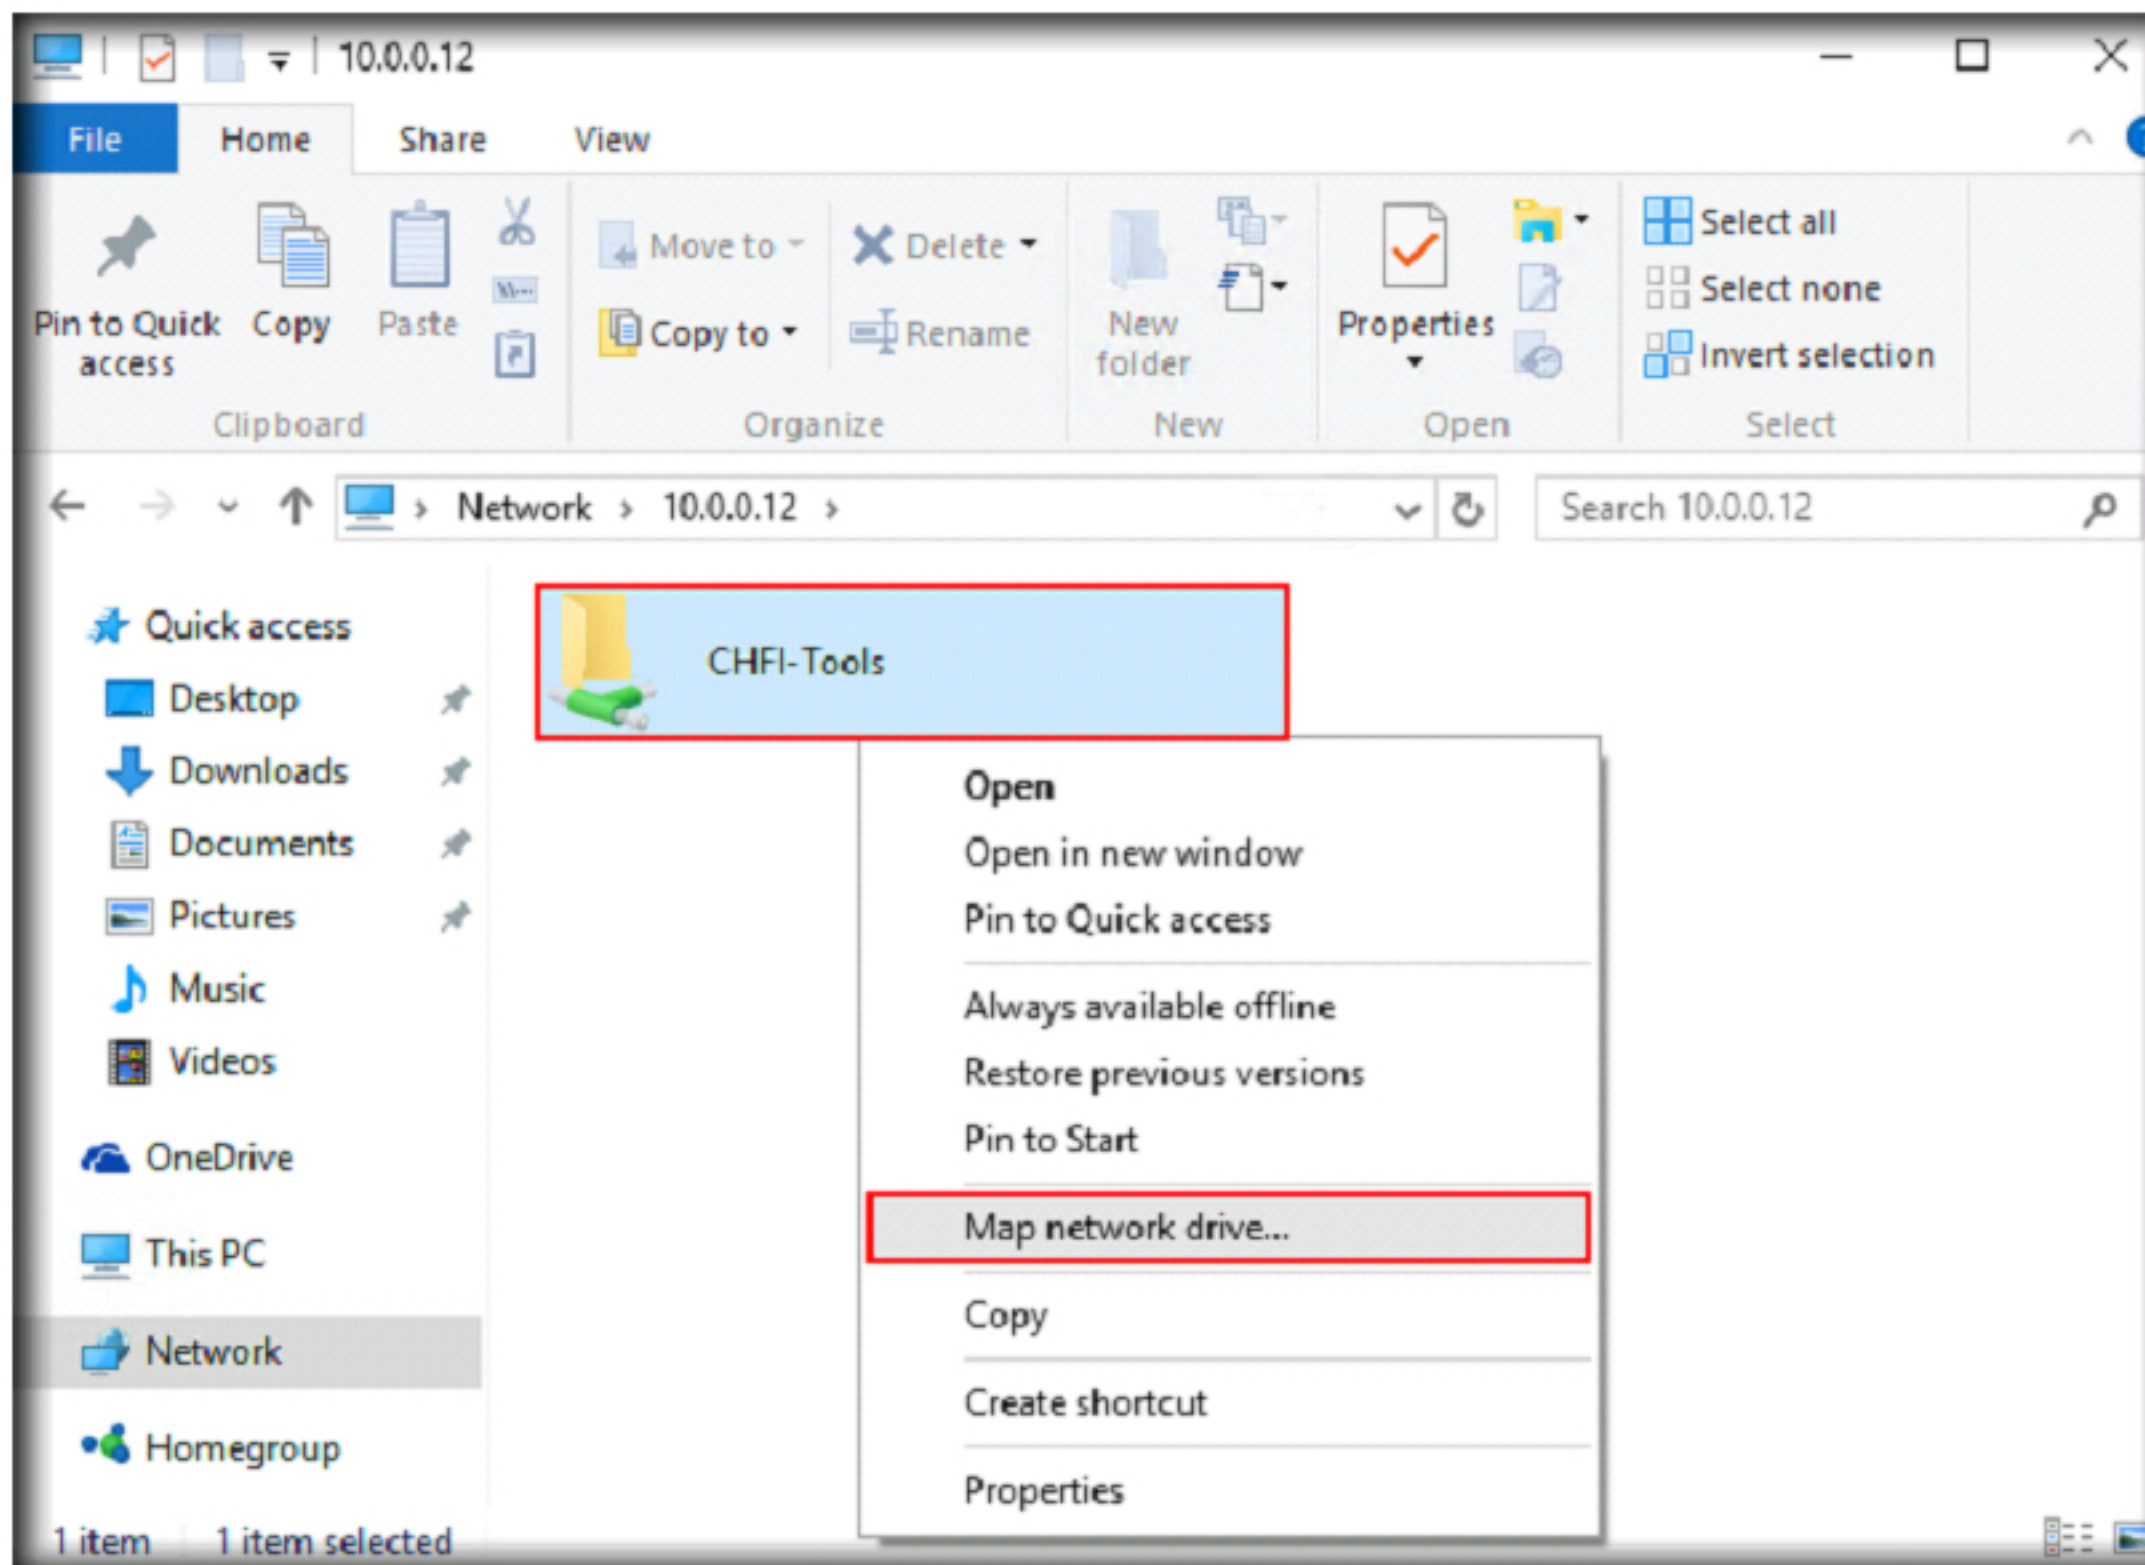 10.0.0.12
File Home Share View
Pin to Quick access
Copy
Paste
Clipboard
Move to
Copy to
Delete
Rename
Organize
New folder
New
Properties
Open
Select all
Select none
Invert selection
Select
Network 10.0.0.12
Search 10.0.0.12
Quick access
Desktop
Downloads
Documents
Pictures
Music
Videos
OneDrive
This PC
Network
Homegroup
CHFI-Tools
Open
Open in new window
Pin to Quick access
Always available offline
Restore previous versions
Pin to Start
Map network drive...
Copy
Create shortcut
Properties
1 item 1 item selected